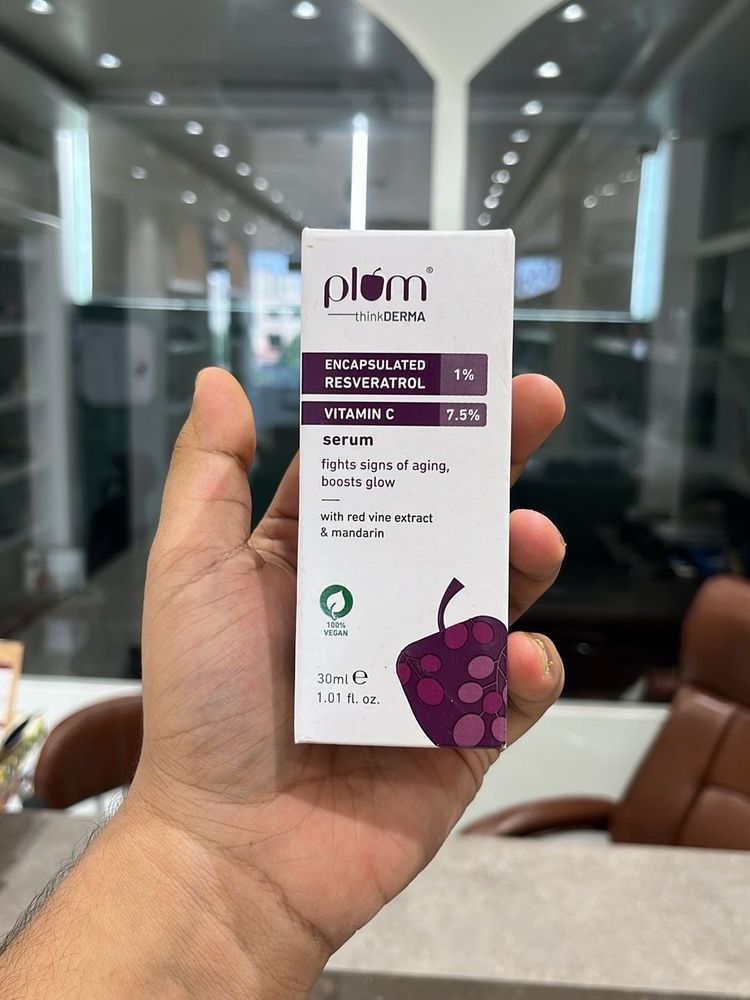 plum®
thinkDERMA
ENCAPSULATED
RESVERATROL 1%
VITAMIN C 7.5%
serum
fights signs of aging,
boosts glow
with red vine extract
& mandarin
100%
VEGAN
30ml ℮
1.01 fl. oz.